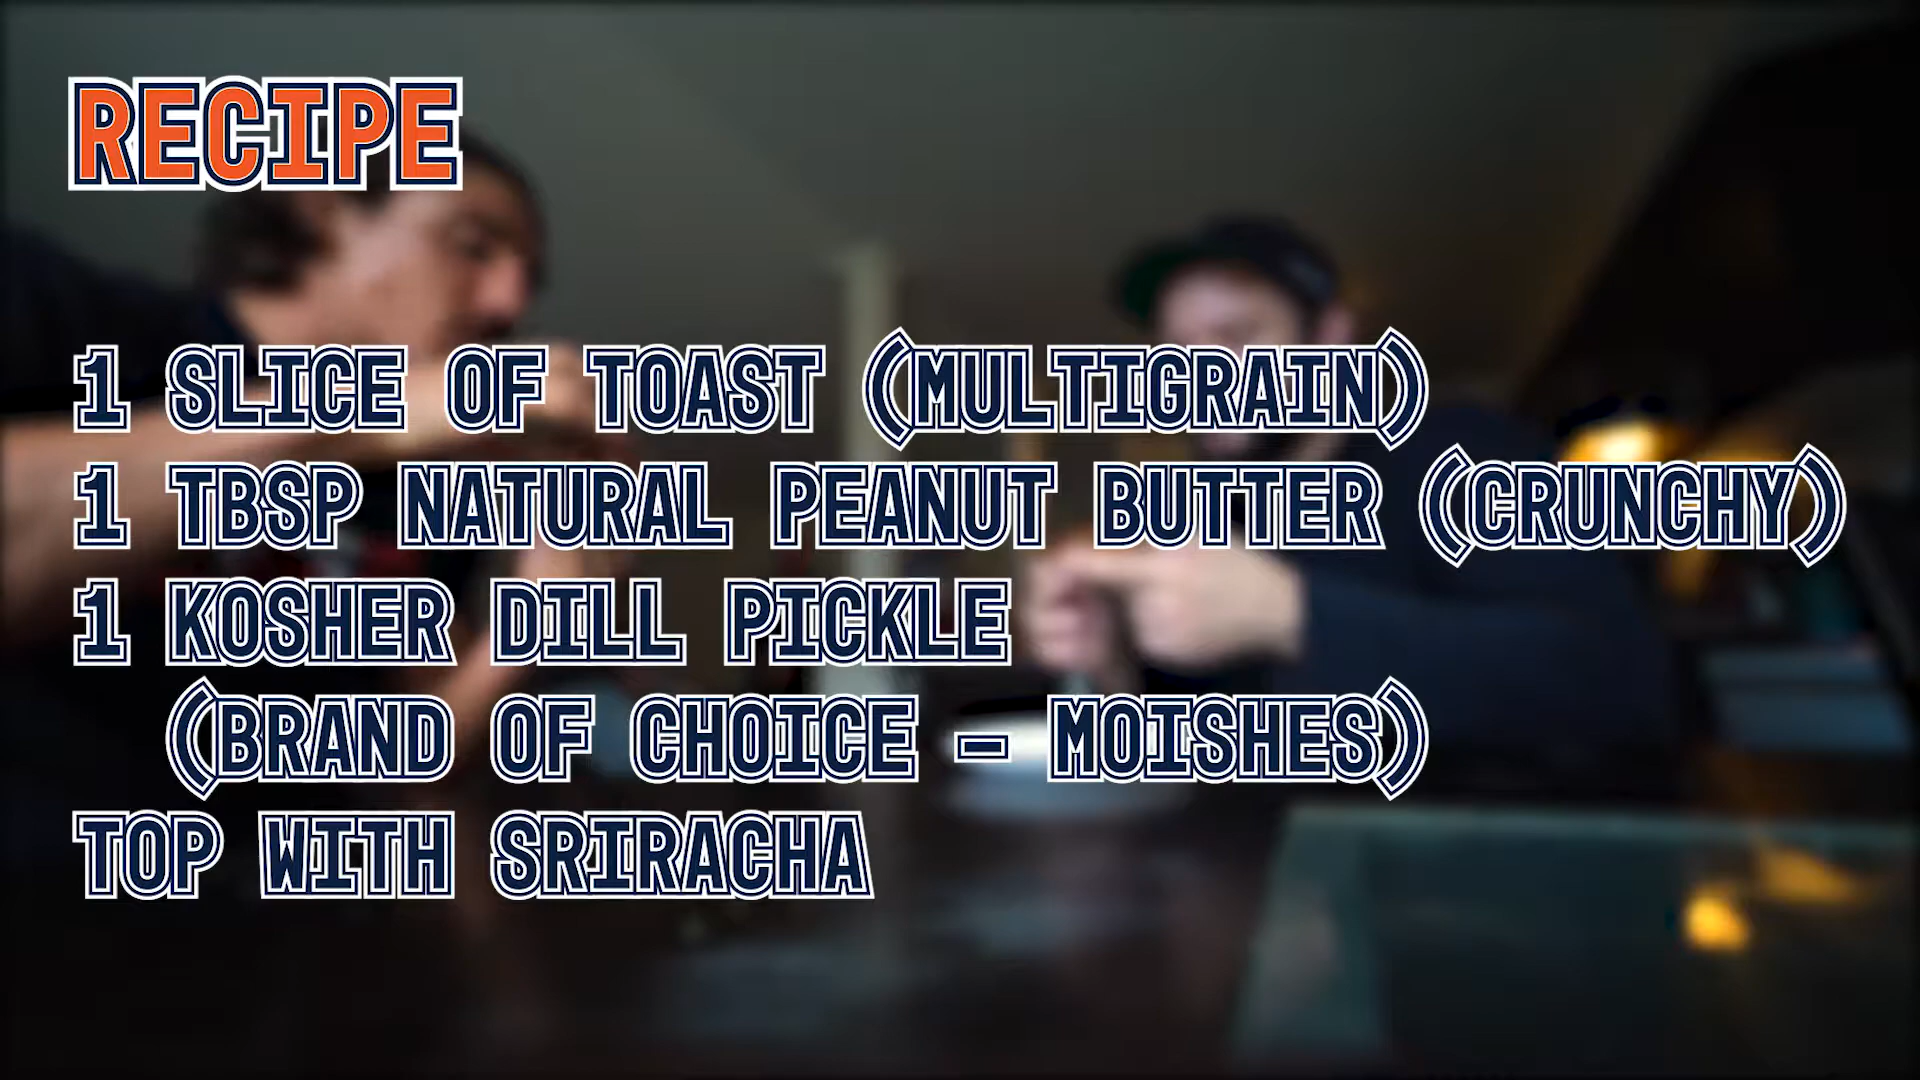 RECIPE
1 SLICE OF TOAST (MULTIGRAIN)
1 TBSP NATURAL PEANUT BUTTER (CRUNCHY)
1 KOSHER DILL PICKLE
(BRAND OF CHOICE - MOISHES)
TOP WITH SRIRACHA